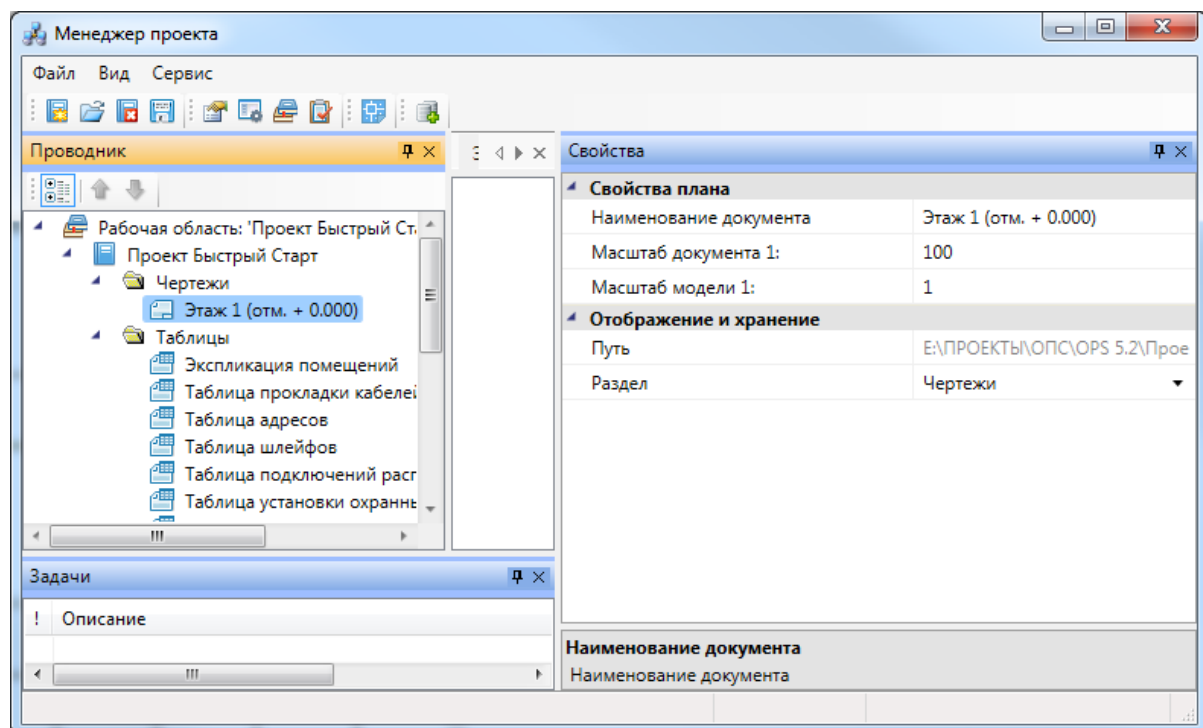 Менеджер проекта
Файл Вид Сервис
Проводник
Рабочая область: 'Проект Быстрый Ст
Проект Быстрый Старт
Чертежи
Этаж 1 (отм. + 0.000)
Таблицы
Экспликация помещений
Таблица прокладки кабелей
Таблица адресов
Таблица шлейфов
Таблица подключений расп
Таблица установки охранны
Задачи
! Описание
Свойства
Свойства плана
Наименование документа Этаж 1 (отм. + 0.000)
Масштаб документа 1: 100
Масштаб модели 1: 1
Отображение и хранение
Путь E:\ПРОЕКТЫ\ОПС\OPS 5.2\Прое
Раздел Чертежи
Наименование документа
Наименование документа